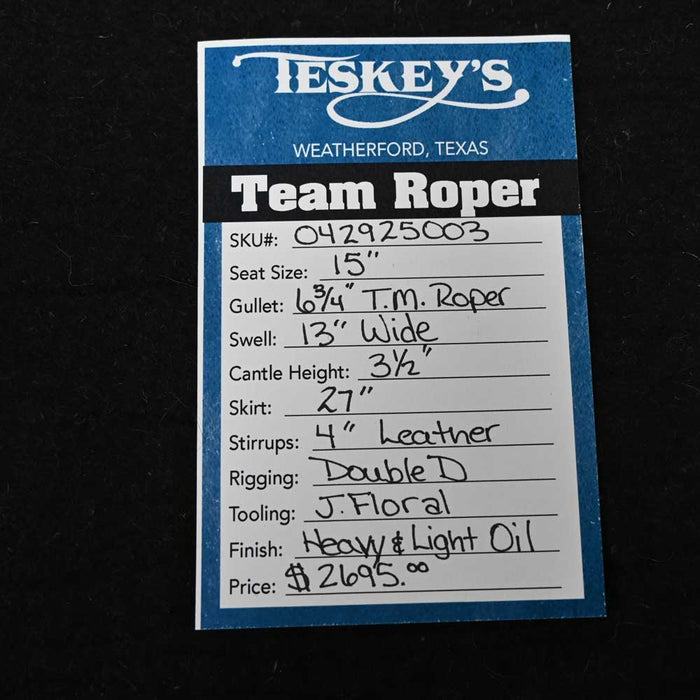 TESKEY'S
WEATHERFORD, TEXAS
Team Roper
SKU#: 042925003
Seat Size: 15"
Gullet: 6 3/4" T.M. Roper
Swell: 13" Wide
Cantle Height: 3 1/2"
Skirt: 27"
Stirrups: 4" Leather
Rigging: Double D
Tooling: J. Floral
Finish: Heavy & Light Oil
Price: $2695.00